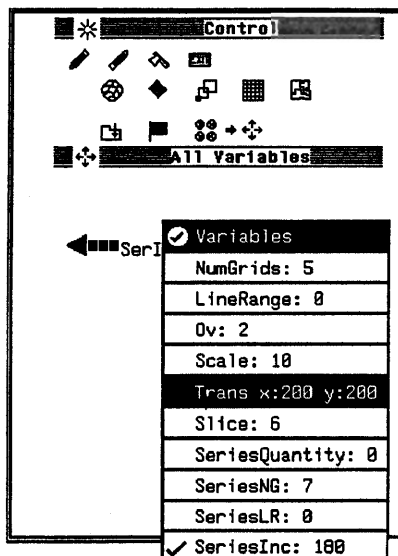 Control
All Variables
SerI
Variables
NumGrids: 5
LineRange: 0
Ov: 2
Scale: 10
Trans x:200 y:200
Slice: 6
SeriesQuantity: 0
SeriesNG: 7
SeriesLR: 0
SeriesInc: 180